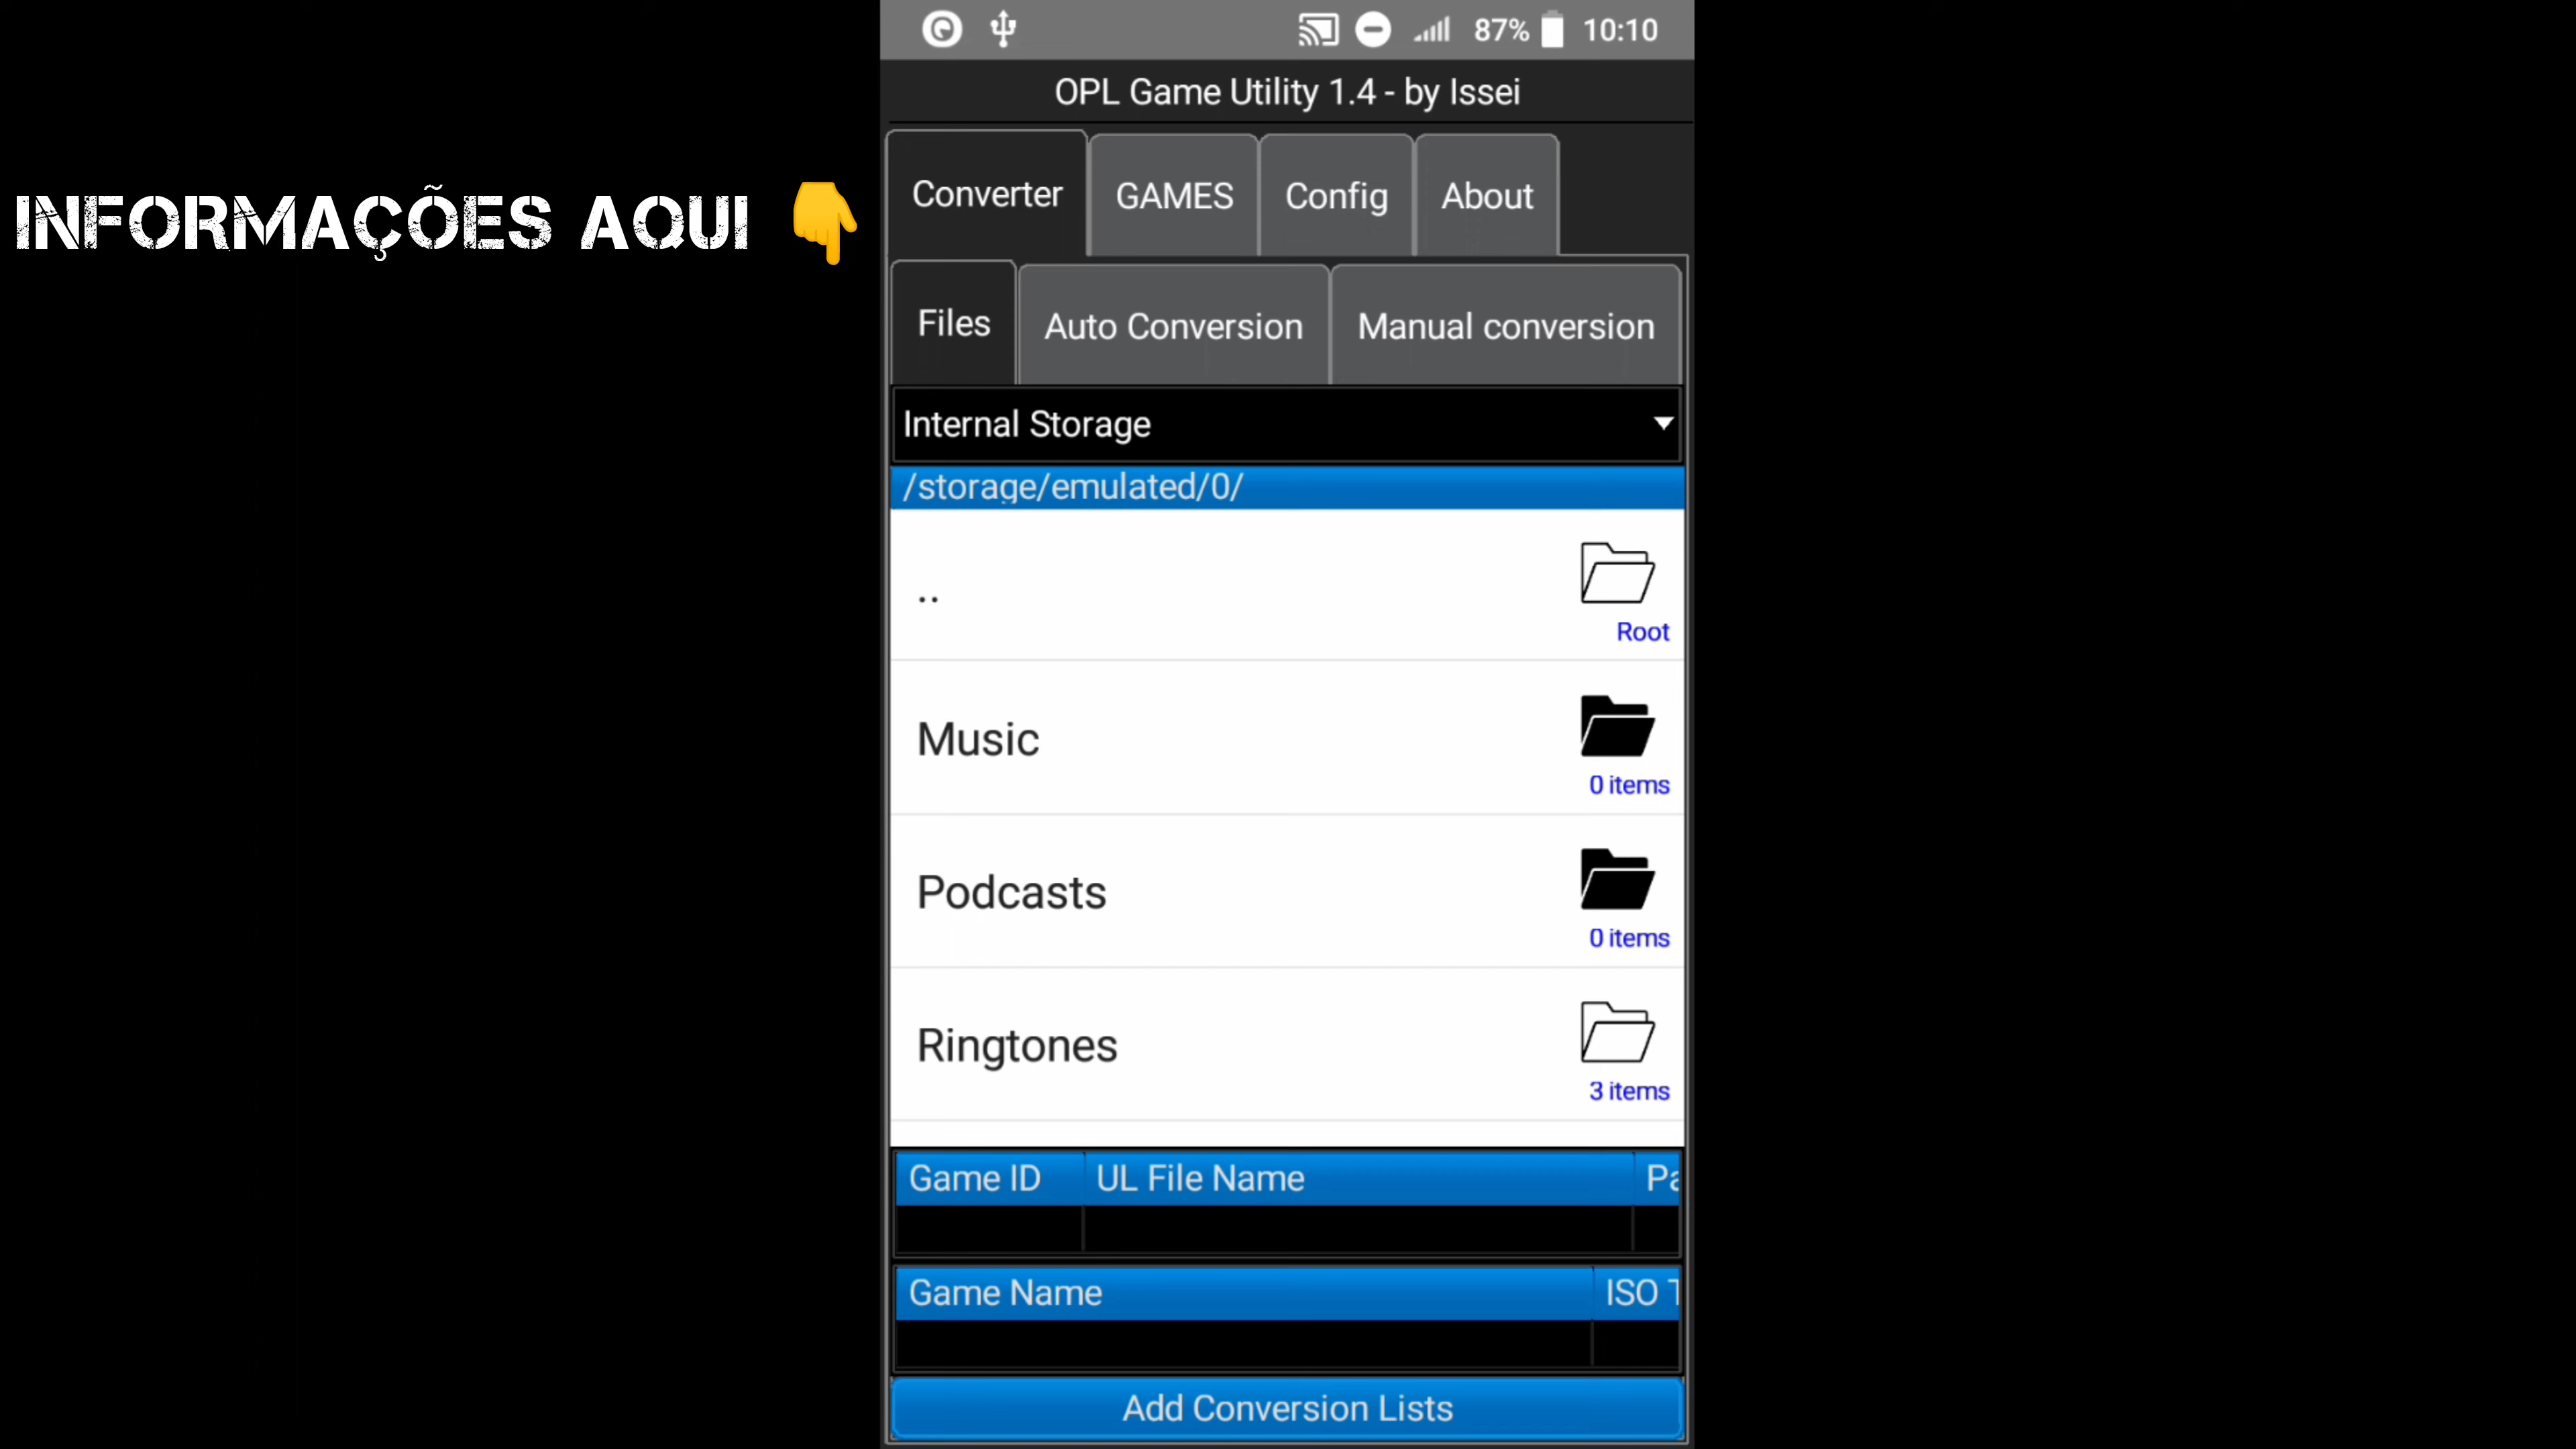 87% 10:10
OPL Game Utility 1.4 - by Issei
INFORMAÇÕES AQUI 👇
Converter GAMES Config About
Files Auto Conversion Manual conversion
Internal Storage
/storage/emulated/0/
..
Root
Music
0 items
Podcasts
0 items
Ringtones
3 items
Game ID UL File Name Pa
Game Name ISO T
Add Conversion Lists